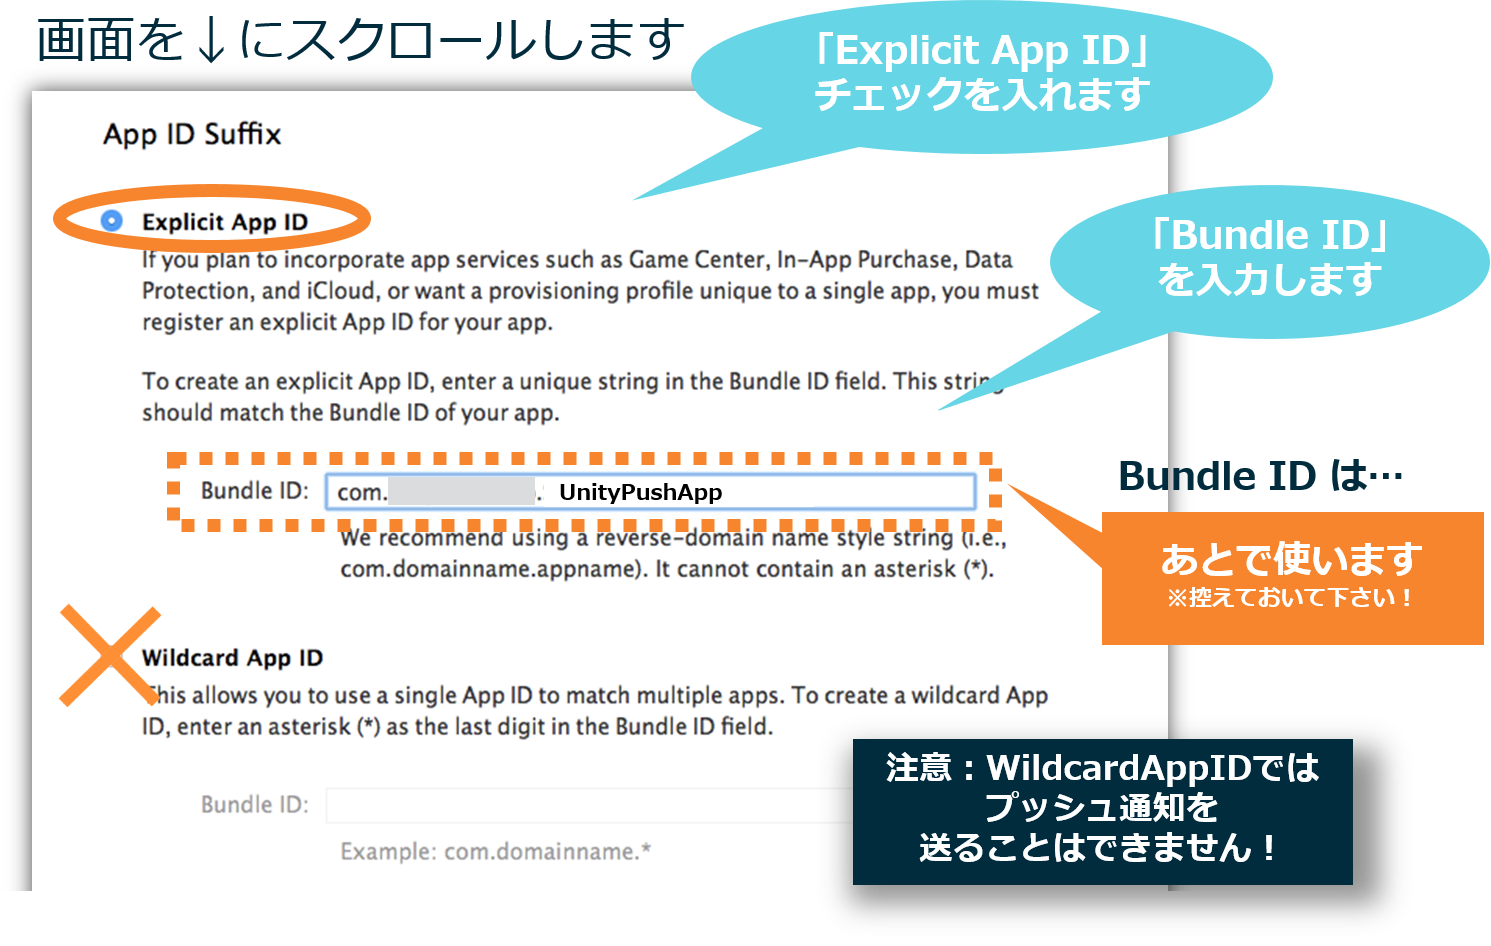 画面を↓にスクロールします
「Explicit App ID」
チェックを入れます
App ID Suffix
Explicit App ID
If you plan to incorporate app services such as Game Center, In-App Purchase, Data
Protection, and iCloud, or want a provisioning profile unique to a single app, you must
register an explicit App ID for your app.
「Bundle ID」
を入力します
To create an explicit App ID, enter a unique string in the Bundle ID field. This string
should match the Bundle ID of your app.
Bundle ID: com. . UnityPushApp
We recommend using a reverse-domain name style string (i.e.,
com.domainname.appname). It cannot contain an asterisk (*).
Bundle ID は…
あとで使います
※控えておいて下さい！
Wildcard App ID
This allows you to use a single App ID to match multiple apps. To create a wildcard App
ID, enter an asterisk (*) as the last digit in the Bundle ID field.
Bundle ID:
Example: com.domainname.*
注意：WildcardAppIDでは
プッシュ通知を
送ることはできません！